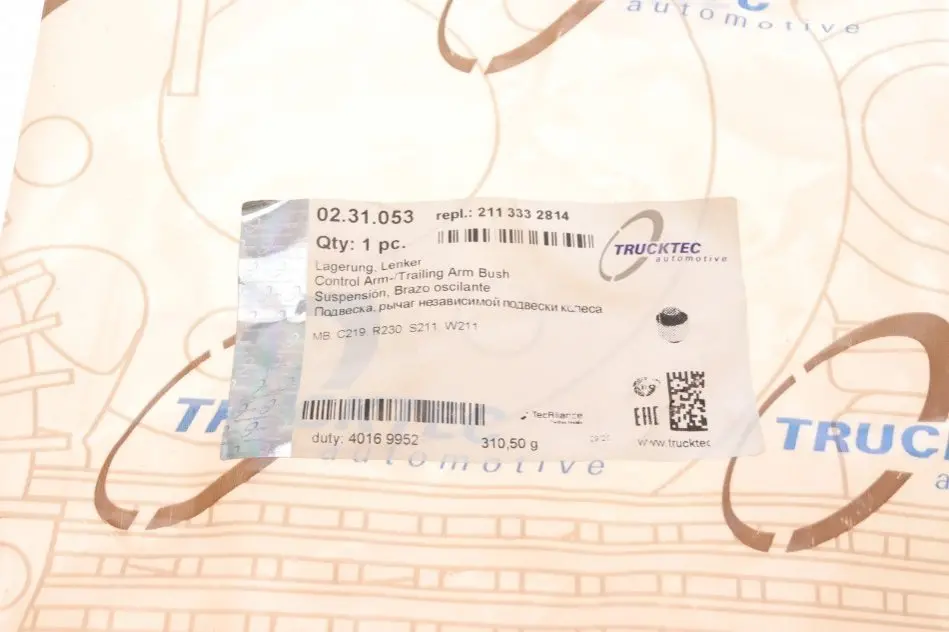 automotive
02.31.053 repl.: 211 333 2814
Qty: 1 pc.
TRUCKTEC
automotive
Lagerung, Lenker
Control Arm-/Trailing Arm Bush
Suspensión, Brazo oscilante
Подвеска, рычаг независимой подвески колеса
MB C219 R230 S211 W211
TecAlliance
EAC
duty: 4016 9952 310,50 g
www.trucktec
automotive
TRUC